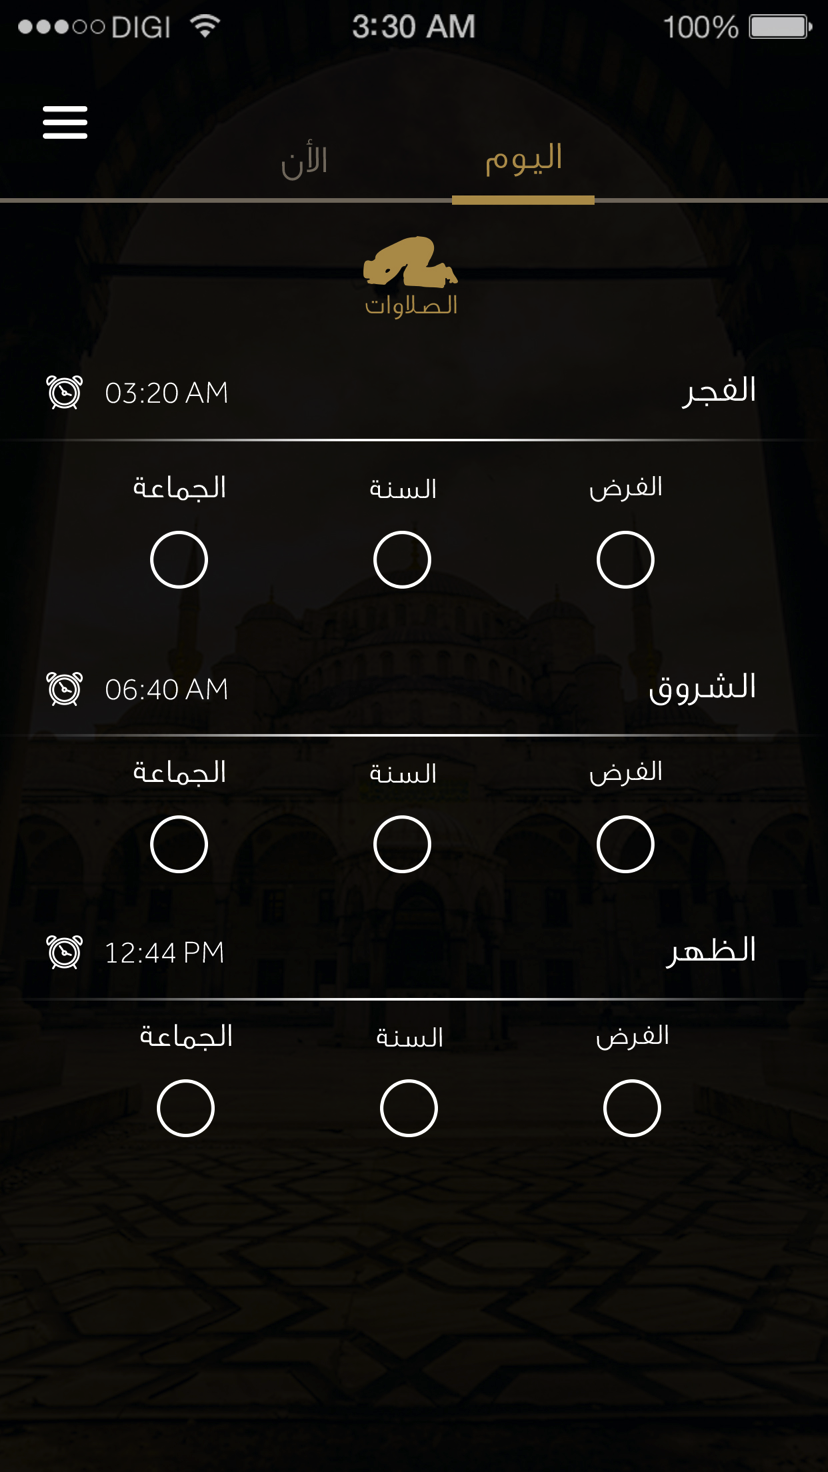 DIGI 3:30 AM 100%
اليوم الأن
الصلاوات
الفجر 03:20 AM
الفرض السنة الجماعة
الشروق 06:40 AM
الفرض السنة الجماعة
الظهر 12:44 PM
الفرض السنة الجماعة